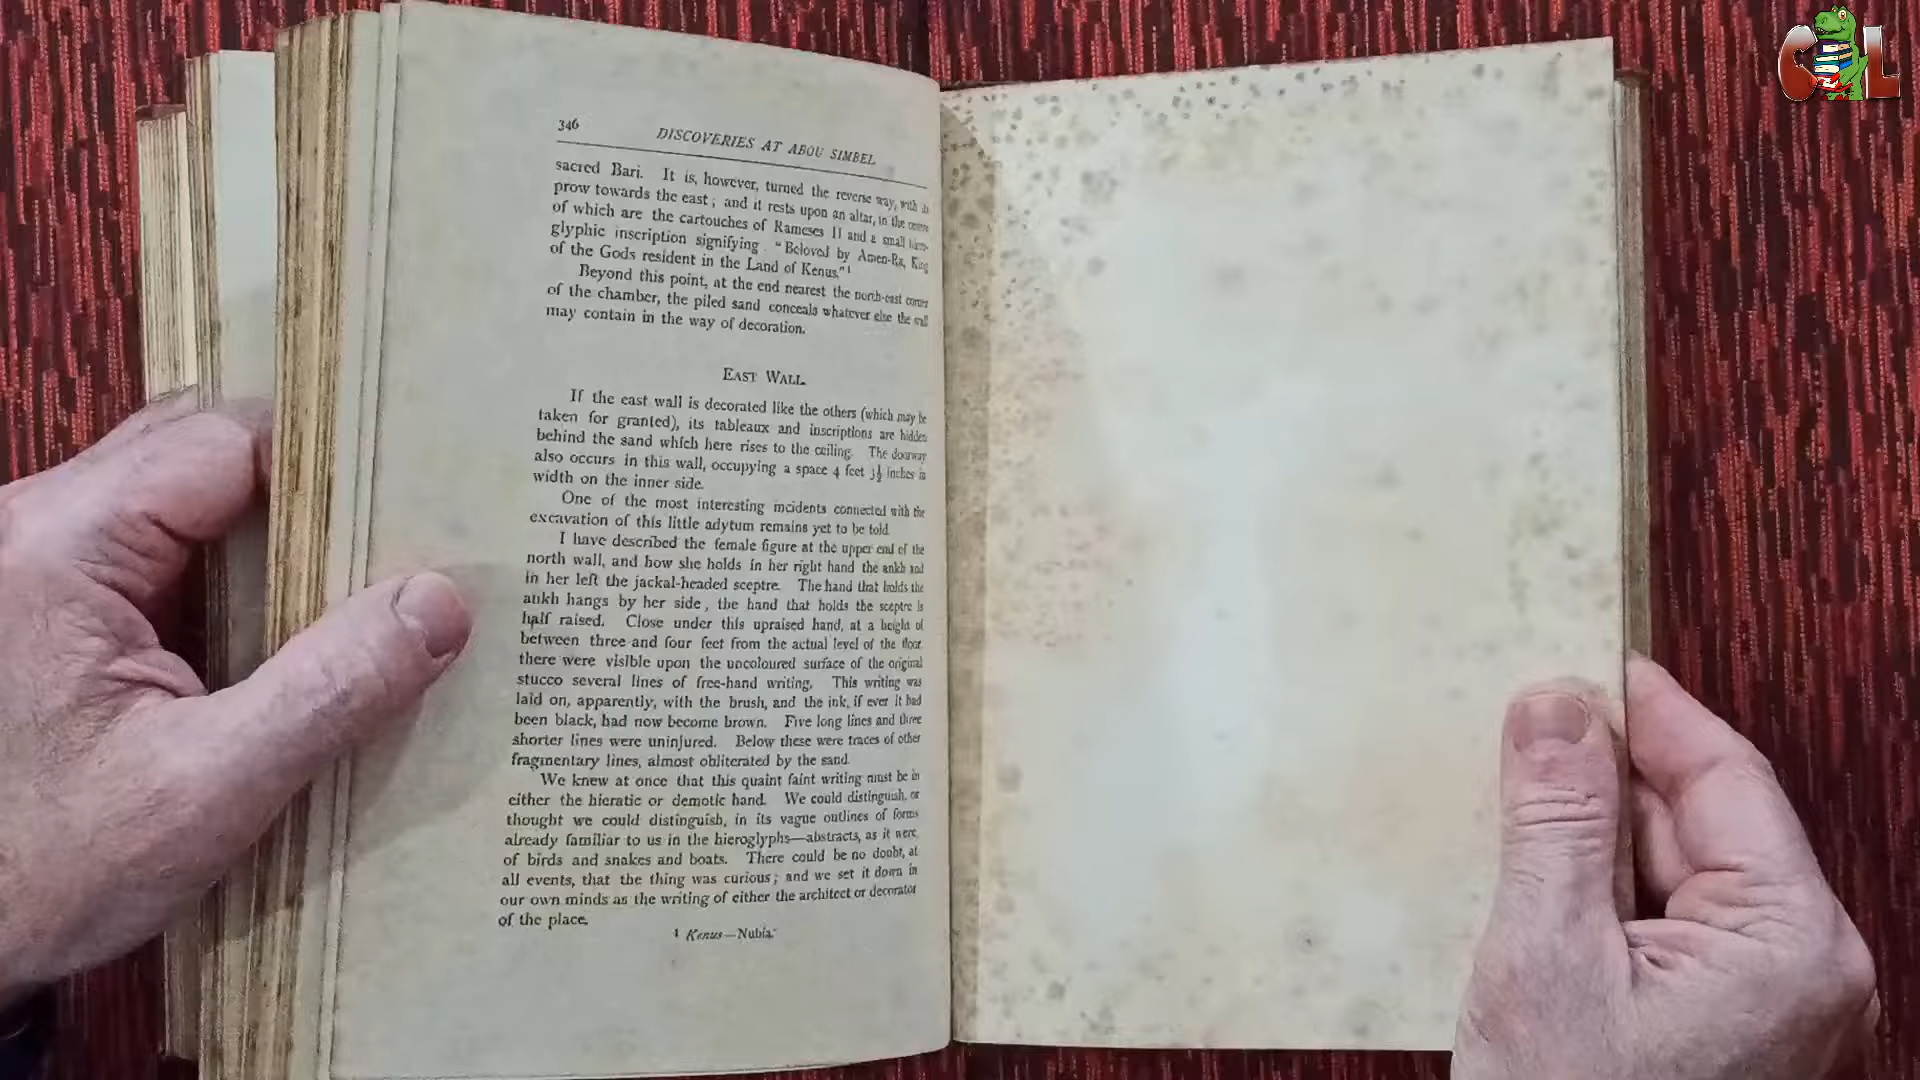 346
DISCOVERIES AT ABOU SIMBEL
sacred Bari. It is, however, turned the reverse way, with its
prow towards the east; and it rests upon an altar, in the centre
of which are the cartouches of Rameses II and a small hiero-
glyphic inscription signifying "Beloved by Amen-Ra, King
of the Gods resident in the Land of Kenus."¹
Beyond this point, at the end nearest the north-east corner
of the chamber, the piled sand conceals whatever else the wall
may contain in the way of decoration.
EAST WALL.
If the east wall is decorated like the others (which may be
taken for granted), its tableaux and inscriptions are hidden
behind the sand which here rises to the ceiling. The doorway
also occurs in this wall, occupying a space 4 feet 3½ inches in
width on the inner side.
One of the most interesting incidents connected with the
excavation of this little adytum remains yet to be told.
I have described the female figure at the upper end of the
north wall, and how she holds in her right hand the ankh and
in her left the jackal-headed sceptre. The hand that holds the
ankh hangs by her side, the hand that holds the sceptre is
half raised. Close under this upraised hand, at a height of
between three and four feet from the actual level of the floor,
there were visible upon the uncoloured surface of the original
stucco several lines of free-hand writing. This writing was
laid on, apparently, with the brush, and the ink, if ever it had
been black, had now become brown. Five long lines and three
shorter lines were uninjured. Below these were traces of other
fragmentary lines, almost obliterated by the sand.
We knew at once that this quaint faint writing must be in
either the hieratic or demotic hand. We could distinguish, or
thought we could distinguish, in its vague outlines of forms
already familiar to us in the hieroglyphs—abstracts, as it were,
of birds and snakes and boats. There could be no doubt, at
all events, that the thing was curious; and we set it down in
our own minds as the writing of either the architect or decorator
of the place.
¹ Kenus—Nubia.
C L